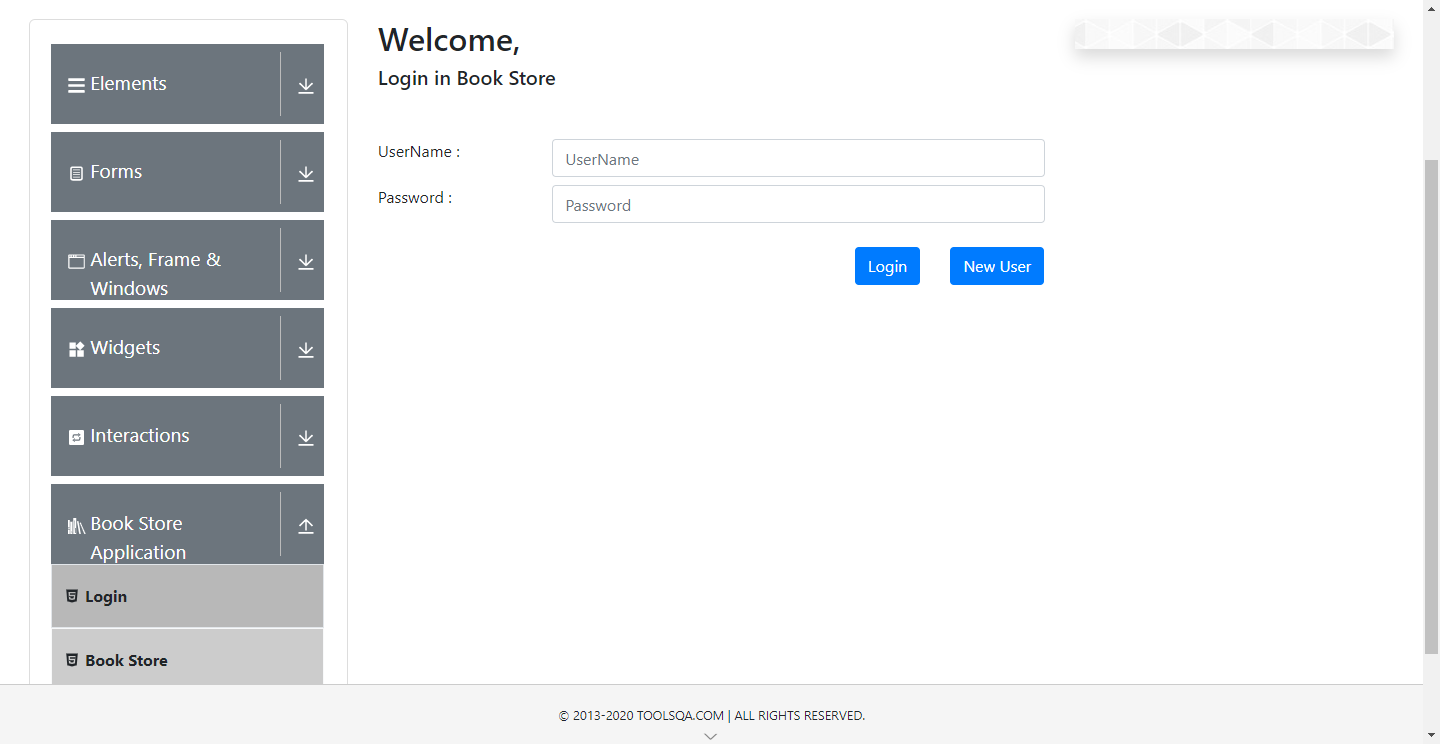 Elements
Forms
Alerts, Frame &
Windows
Widgets
Interactions
Book Store
Application
Login
Book Store
Welcome,
Login in Book Store
UserName :
UserName
Password :
Password
Login
New User
© 2013-2020 TOOLSQA.COM | ALL RIGHTS RESERVED.